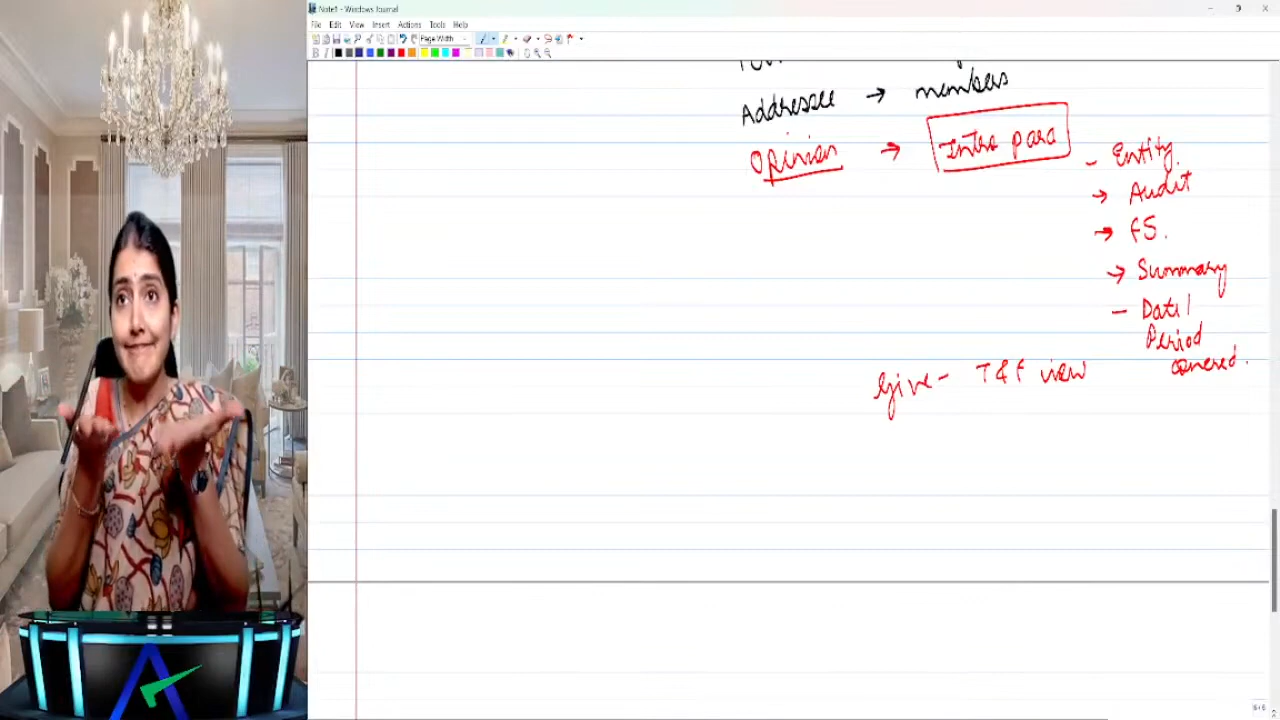 Note1 - Windows Journal
File Edit View Insert Actions Tools Help
Page Width
Addressee → members
Opinion → Intro para
- Entity.
→ Audit
→ FS.
→ Summary
- Date/
Period
covered.
Give - T & F view